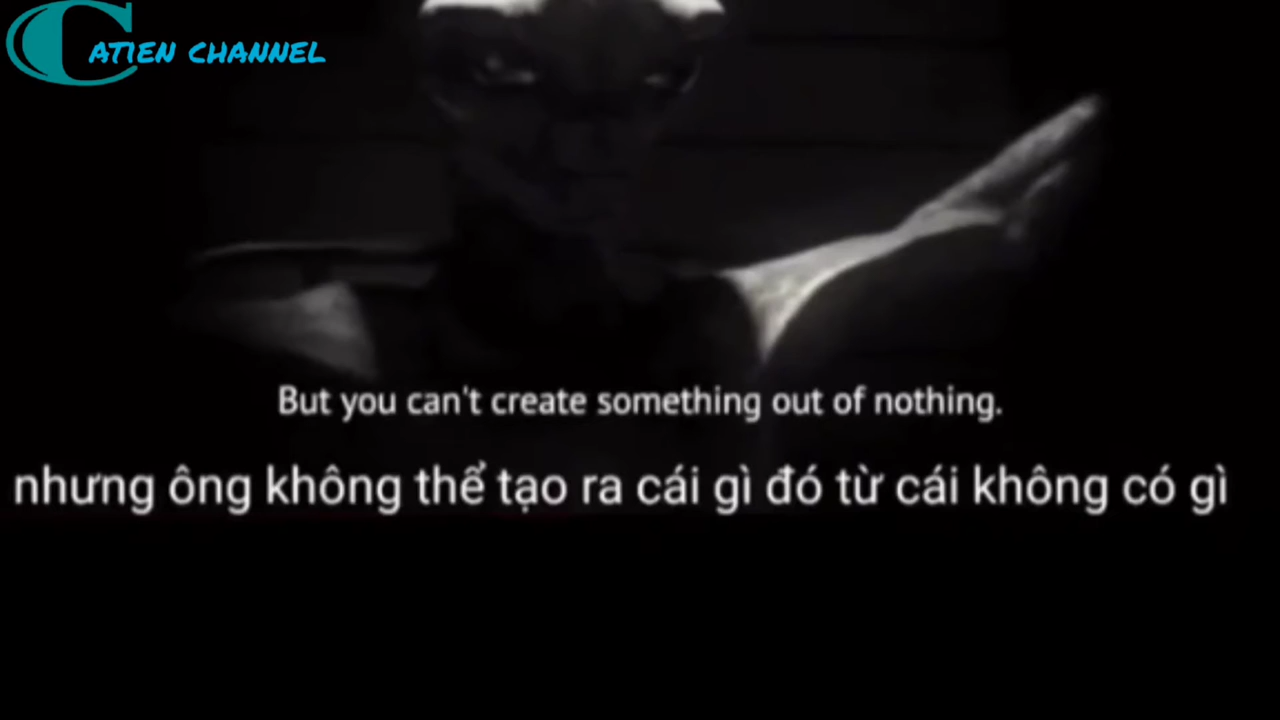 CATIEN CHANNEL
But you can't create something out of nothing.
nhưng ông không thể tạo ra cái gì đó từ cái không có gì